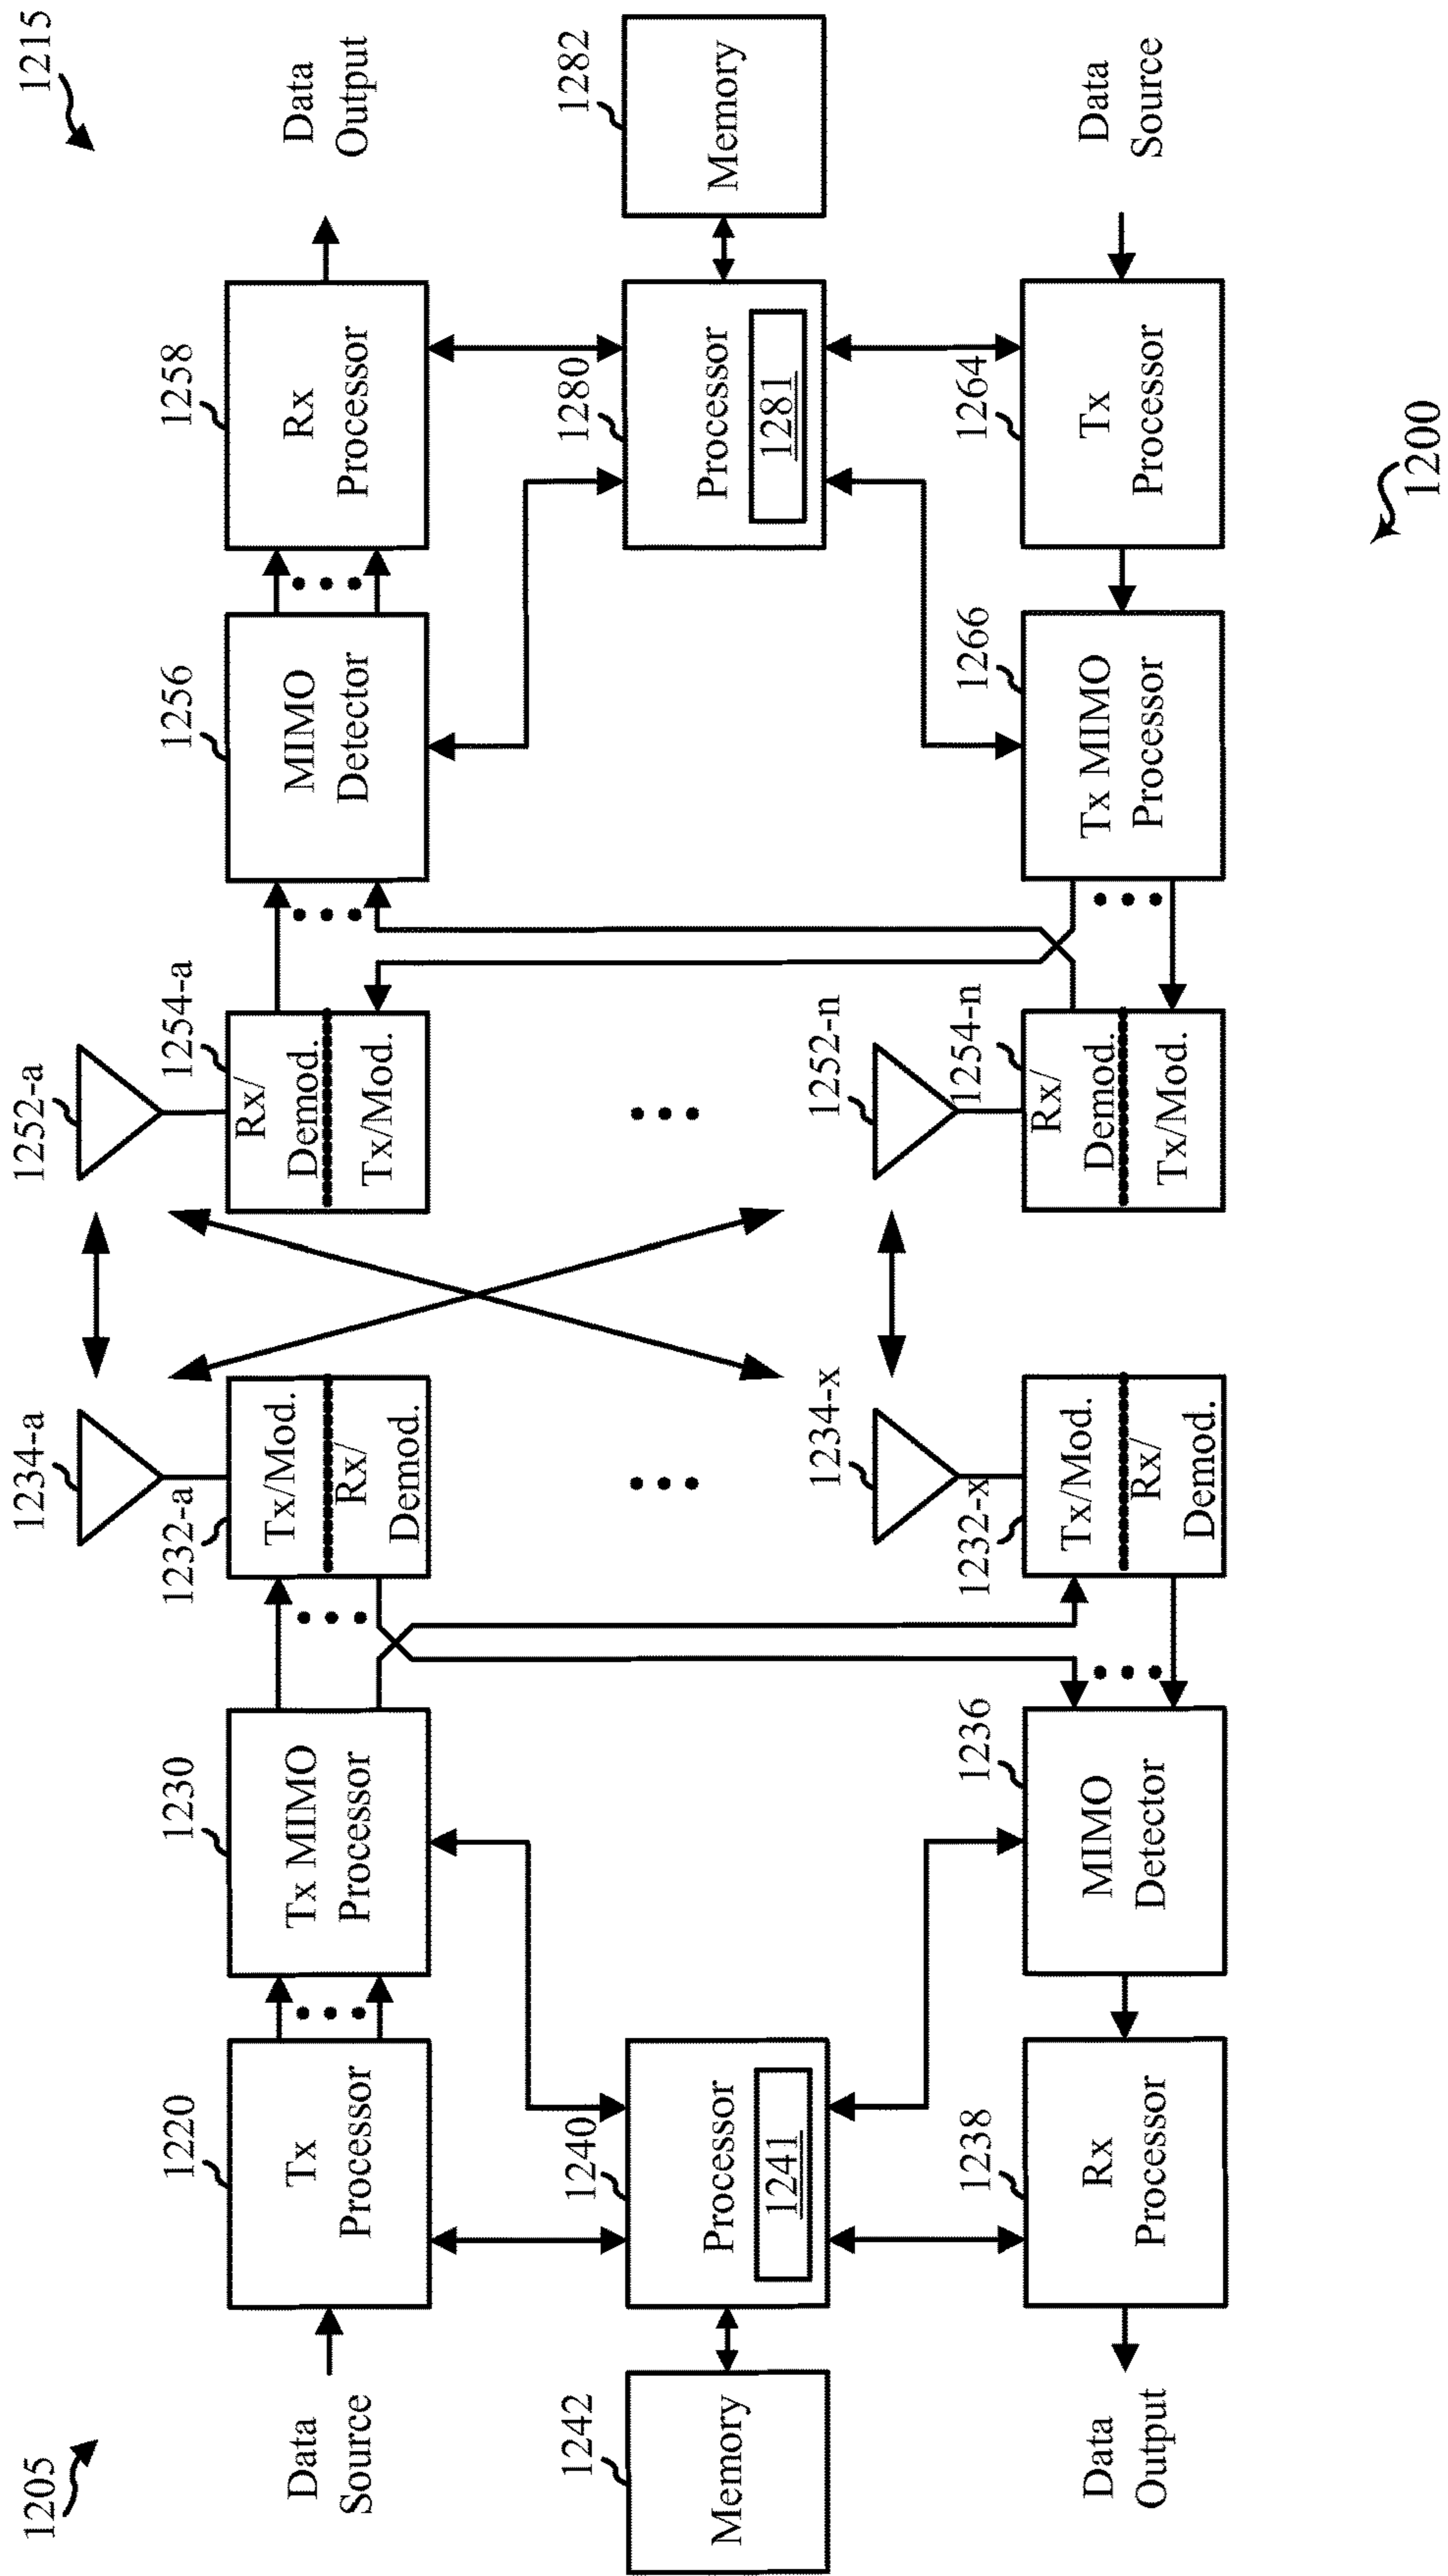 1205
1215
1234-a
1252-a
1220
1230
1232-a
1254-a
1256
1258
Data
Source
Tx
Processor
Tx MIMO
Processor
Tx/Mod.
Rx/
Demod.
Rx/
Demod.
Tx/Mod.
MIMO
Detector
Rx
Processor
Data
Output
1242
1240
1280
1282
Memory
Processor
1241
Processor
1281
Memory
1234-x
1252-n
1238
1236
1232-x
1254-n
1266
1264
Data
Output
Rx
Processor
MIMO
Detector
Tx/Mod.
Rx/
Demod.
Rx/
Demod.
Tx/Mod.
Tx MIMO
Processor
Tx
Processor
Data
Source
1200